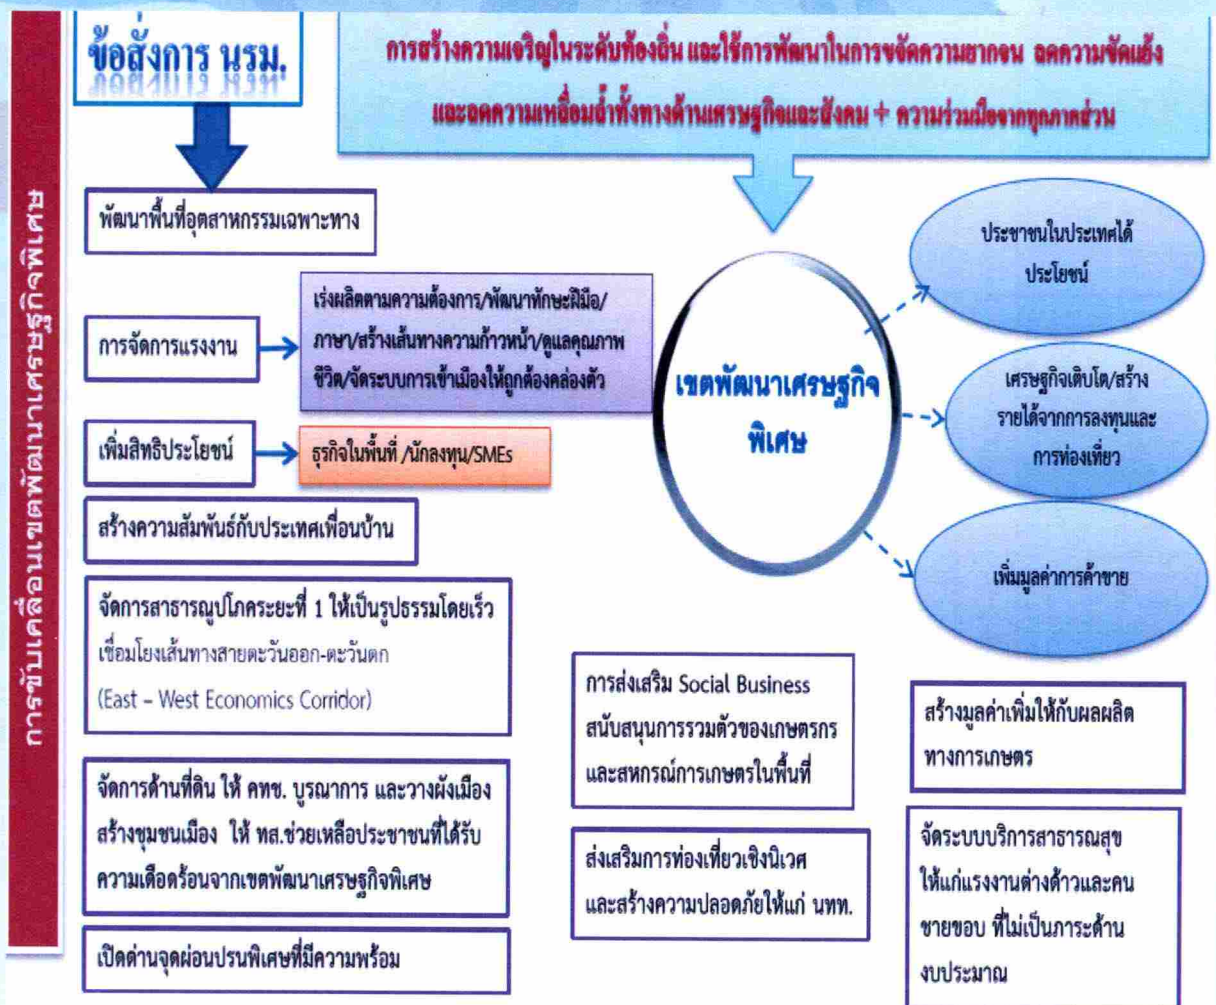 การขับเคลื่อนเขตพัฒนาเศรษฐกิจพิเศษ
ข้อสั่งการ นรม.
การสร้างความเจริญในระดับท้องถิ่น และใช้การพัฒนาในการขจัดความยากจน ลดความขัดแย้ง
และลดความเหลื่อมล้ำทั้งทางด้านเศรษฐกิจและสังคม + ความร่วมมือจากทุกภาคส่วน
พัฒนาพื้นที่อุตสาหกรรมเฉพาะทาง
การจัดการแรงงาน
เร่งผลิตตามความต้องการ/พัฒนาทักษะฝีมือ/
ภาษา/สร้างเส้นทางความก้าวหน้า/ดูแลคุณภาพ
ชีวิต/จัดระบบการเข้าเมืองให้ถูกต้องคล่องตัว
เพิ่มสิทธิประโยชน์
ธุรกิจในพื้นที่ /นักลงทุน/SMEs
สร้างความสัมพันธ์กับประเทศเพื่อนบ้าน
จัดการสาธารณูปโภคระยะที่ 1 ให้เป็นรูปธรรมโดยเร็ว
เชื่อมโยงเส้นทางสายตะวันออก-ตะวันตก
(East – West Economics Corridor)
จัดการด้านที่ดิน ให้ คทช. บูรณาการ และวางผังเมือง
สร้างชุมชนเมือง ให้ ทส.ช่วยเหลือประชาชนที่ได้รับ
ความเดือดร้อนจากเขตพัฒนาเศรษฐกิจพิเศษ
เปิดด่านจุดผ่อนปรนพิเศษที่มีความพร้อม
เขตพัฒนาเศรษฐกิจ
พิเศษ
ประชาชนในประเทศได้
ประโยชน์
เศรษฐกิจเติบโต/สร้าง
รายได้จากการลงทุนและ
การท่องเที่ยว
เพิ่มมูลค่าการค้าขาย
การส่งเสริม Social Business
สนับสนุนการรวมตัวของเกษตรกร
และสหกรณ์การเกษตรในพื้นที่
ส่งเสริมการท่องเที่ยวเชิงนิเวศ
และสร้างความปลอดภัยให้แก่ นทท.
สร้างมูลค่าเพิ่มให้กับผลผลิต
ทางการเกษตร
จัดระบบบริการสาธารณสุข
ให้แก่แรงงานต่างด้าวและคน
ชายขอบ ที่ไม่เป็นภาระด้าน
งบประมาณ